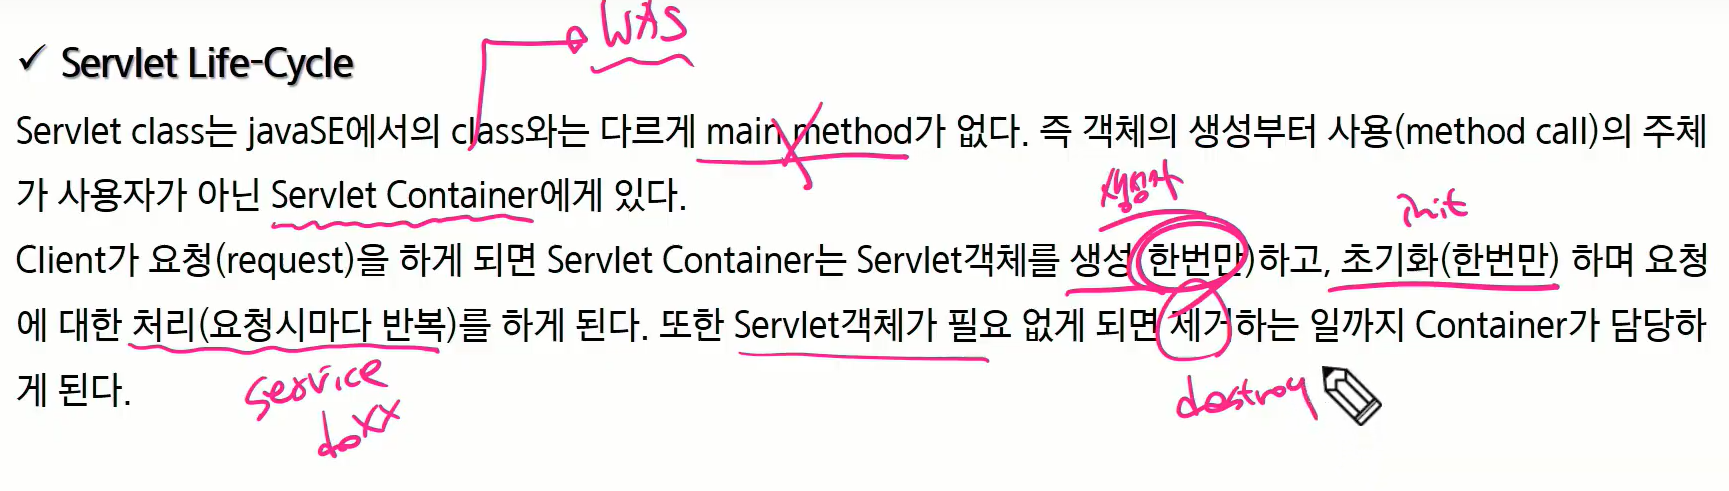 WAS
✓ Servlet Life-Cycle
Servlet class는 javaSE에서의 class와는 다르게 main method가 없다. 즉 객체의 생성부터 사용(method call)의 주체
가 사용자가 아닌 Servlet Container에게 있다.
생성자 init
Client가 요청(request)을 하게 되면 Servlet Container는 Servlet객체를 생성(한번만)하고, 초기화(한번만) 하며 요청
에 대한 처리(요청시마다 반복)를 하게 된다. 또한 Servlet객체가 필요 없게 되면 제거하는 일까지 Container가 담당하
게 된다.
service destroy
doXX